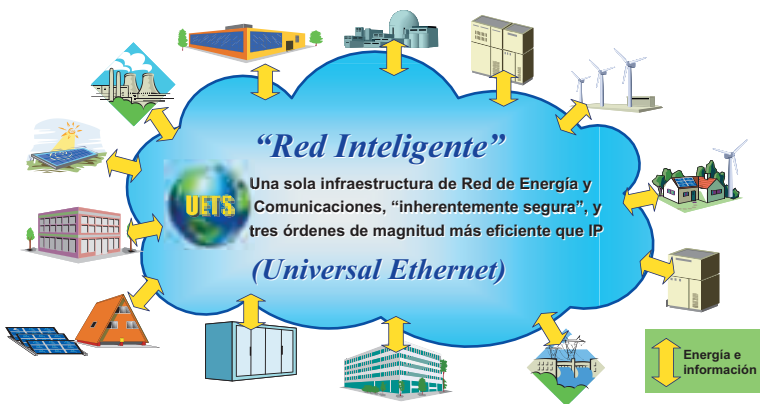 “Red Inteligente”
UETS
Una sola infraestructura de Red de Energía y
Comunicaciones, “inherentemente segura”, y
tres órdenes de magnitud más eficiente que IP
(Universal Ethernet)
Energía e
información